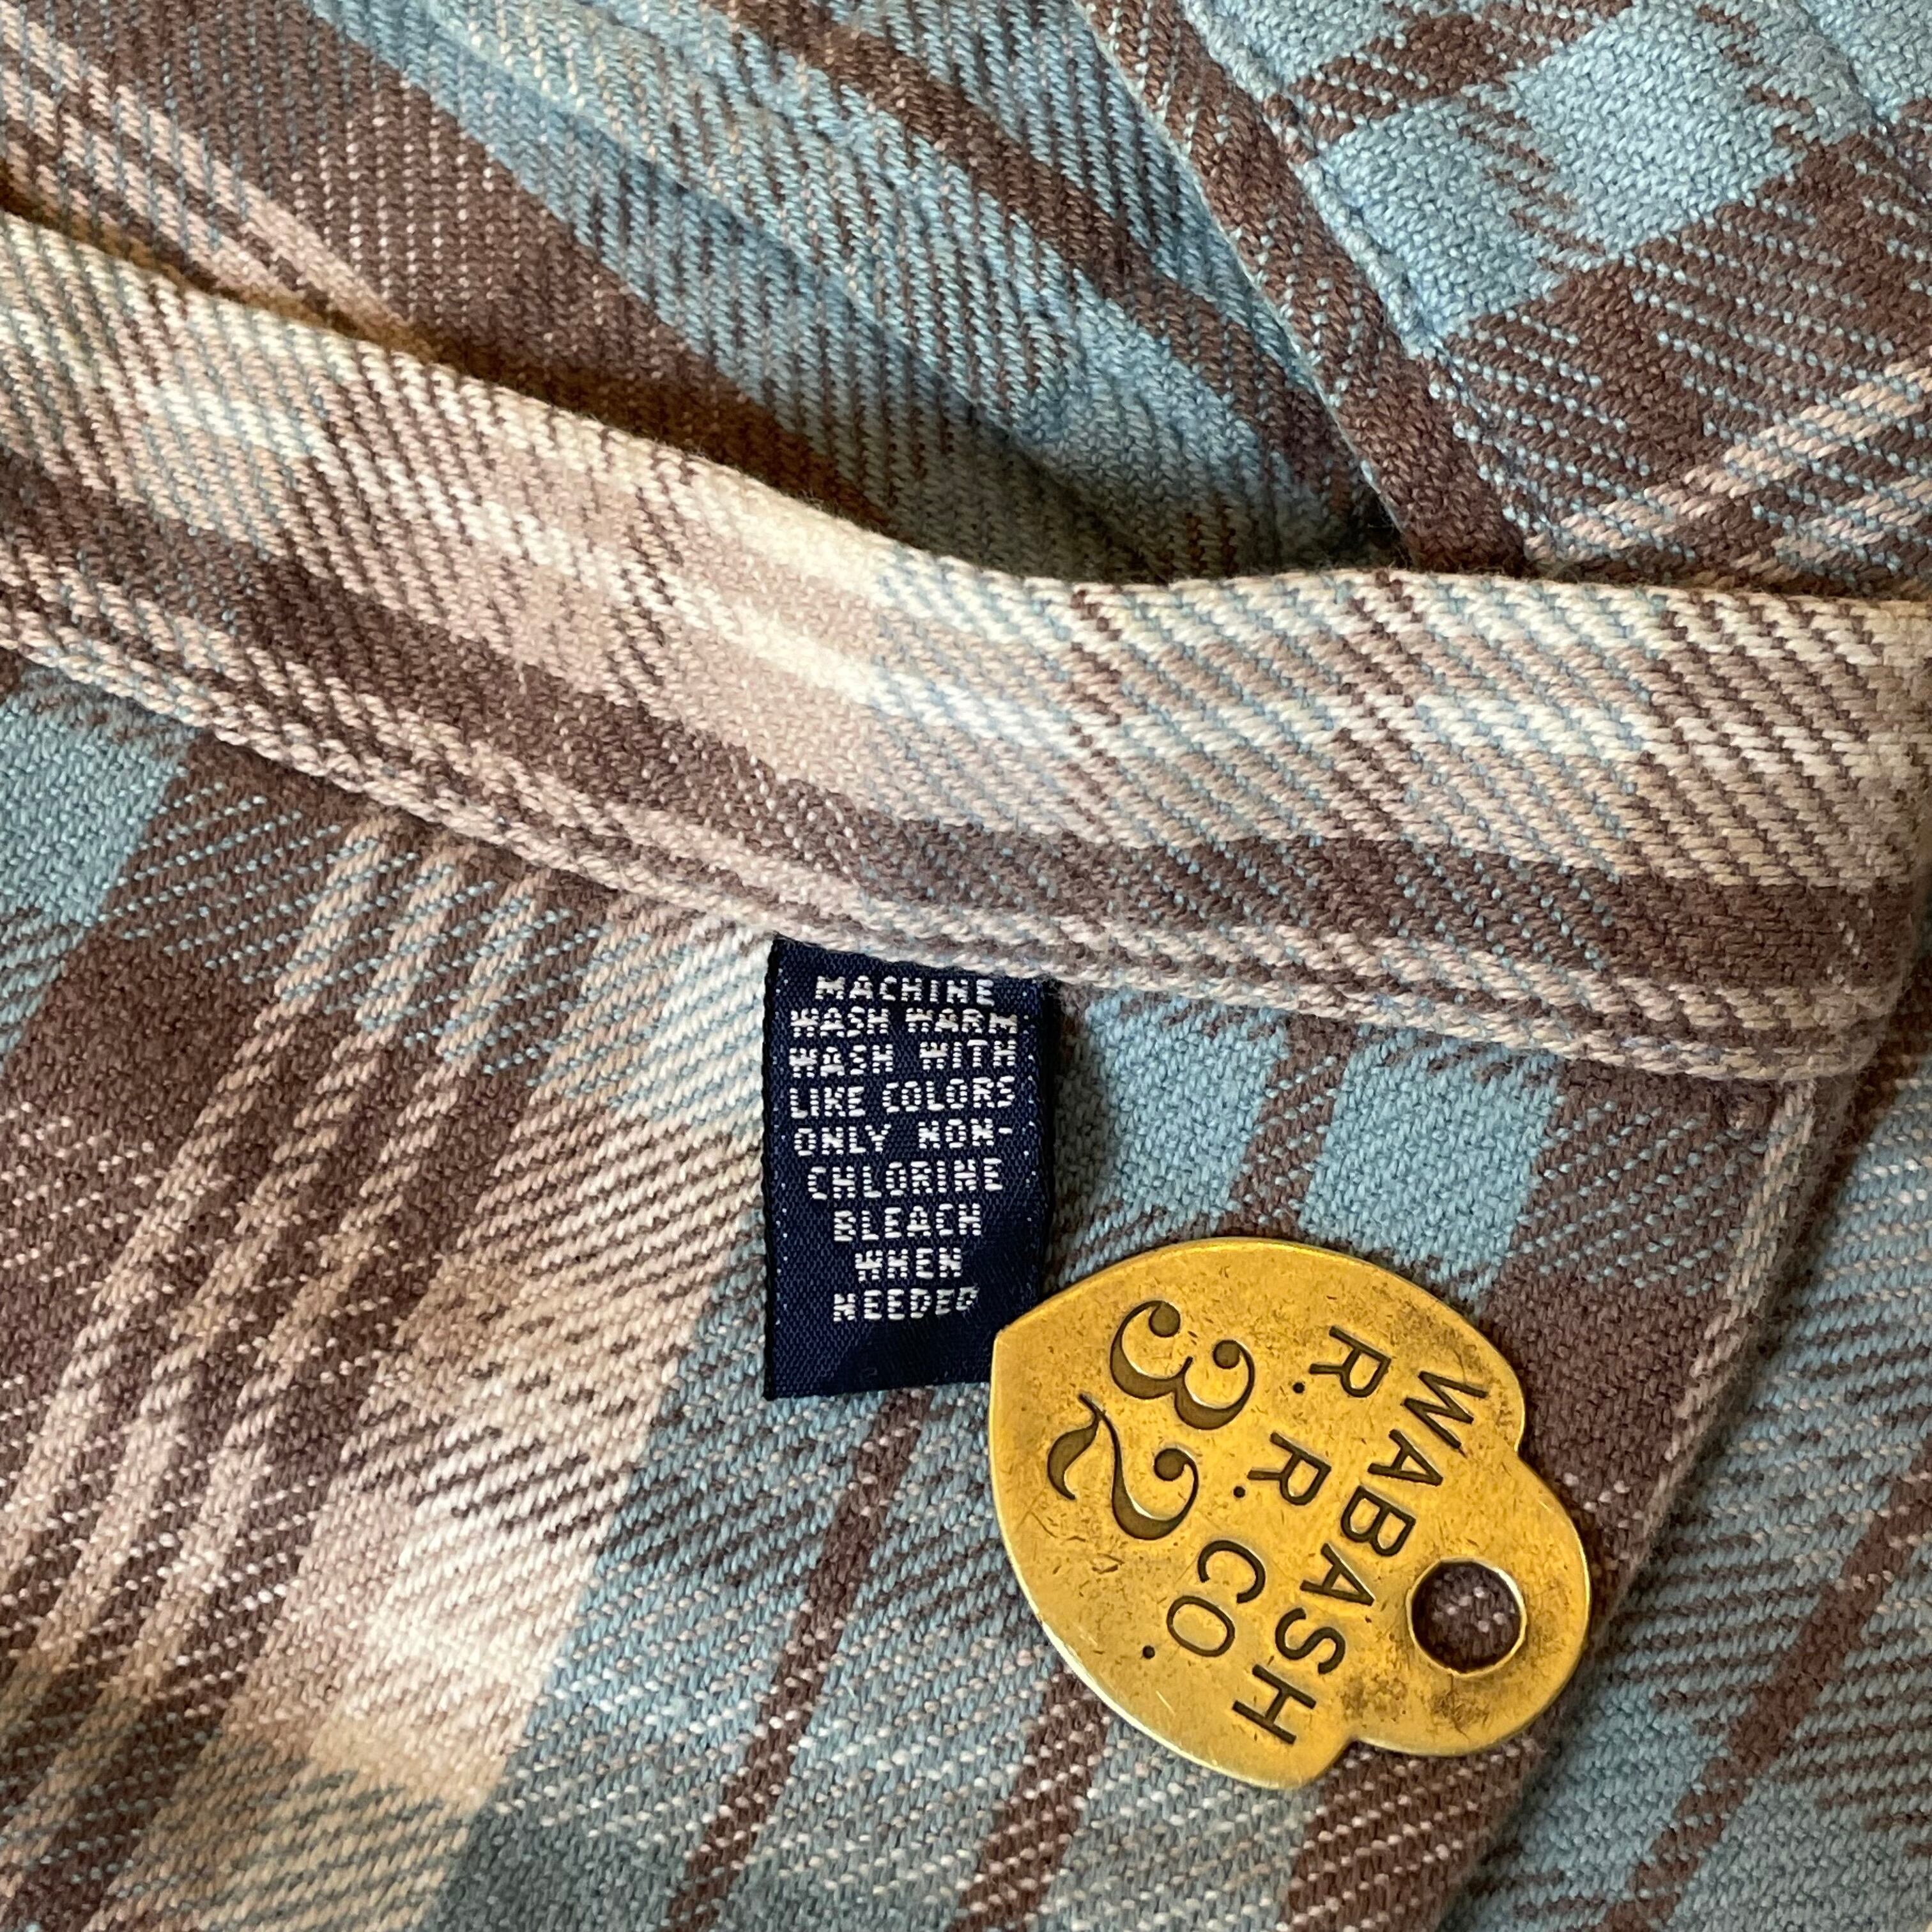 MACHINE
WASH WARM
WASH WITH
LIKE COLORS
ONLY NON-
CHLORINE
BLEACH
WHEN
NEEDED
WABASH
R. R. CO.
32